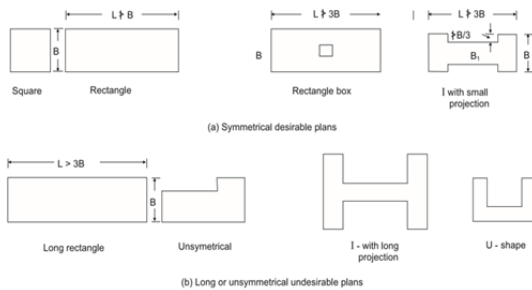 L ≯ B
L ≯ 3B
L ≯ 3B
B
B
≯B/3
B₁
B
Square
Rectangle
Rectangle box
I with small
projection
(a) Symmetrical desirable plans
L > 3B
B
Long rectangle
Unsymetrical
I - with long
projection
U - shape
(b) Long or unsymmetrical undesirable plans